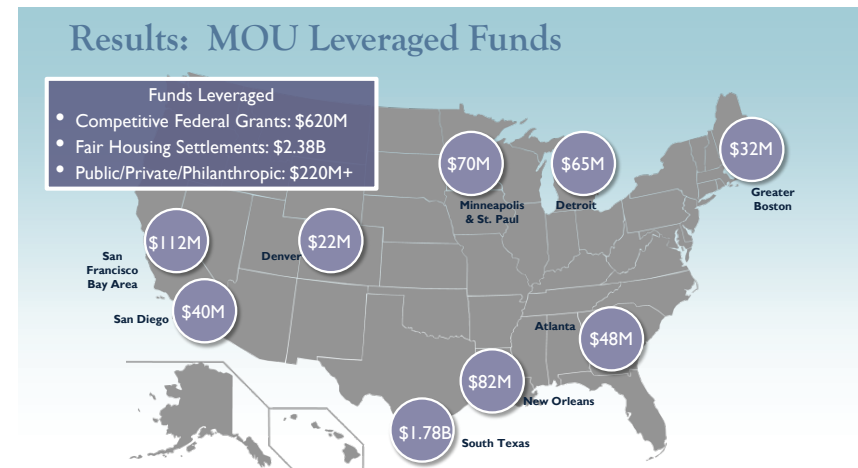 Results: MOU Leveraged Funds
Funds Leveraged
• Competitive Federal Grants: $620M
• Fair Housing Settlements: $2.38B
• Public/Private/Philanthropic: $220M+
$70M
Minneapolis
& St. Paul
$65M
Detroit
$32M
Greater
Boston
$112M
San
Francisco
Bay Area
Denver
$22M
San Diego
$40M
Atlanta
$48M
$82M
New Orleans
$1.78B
South Texas